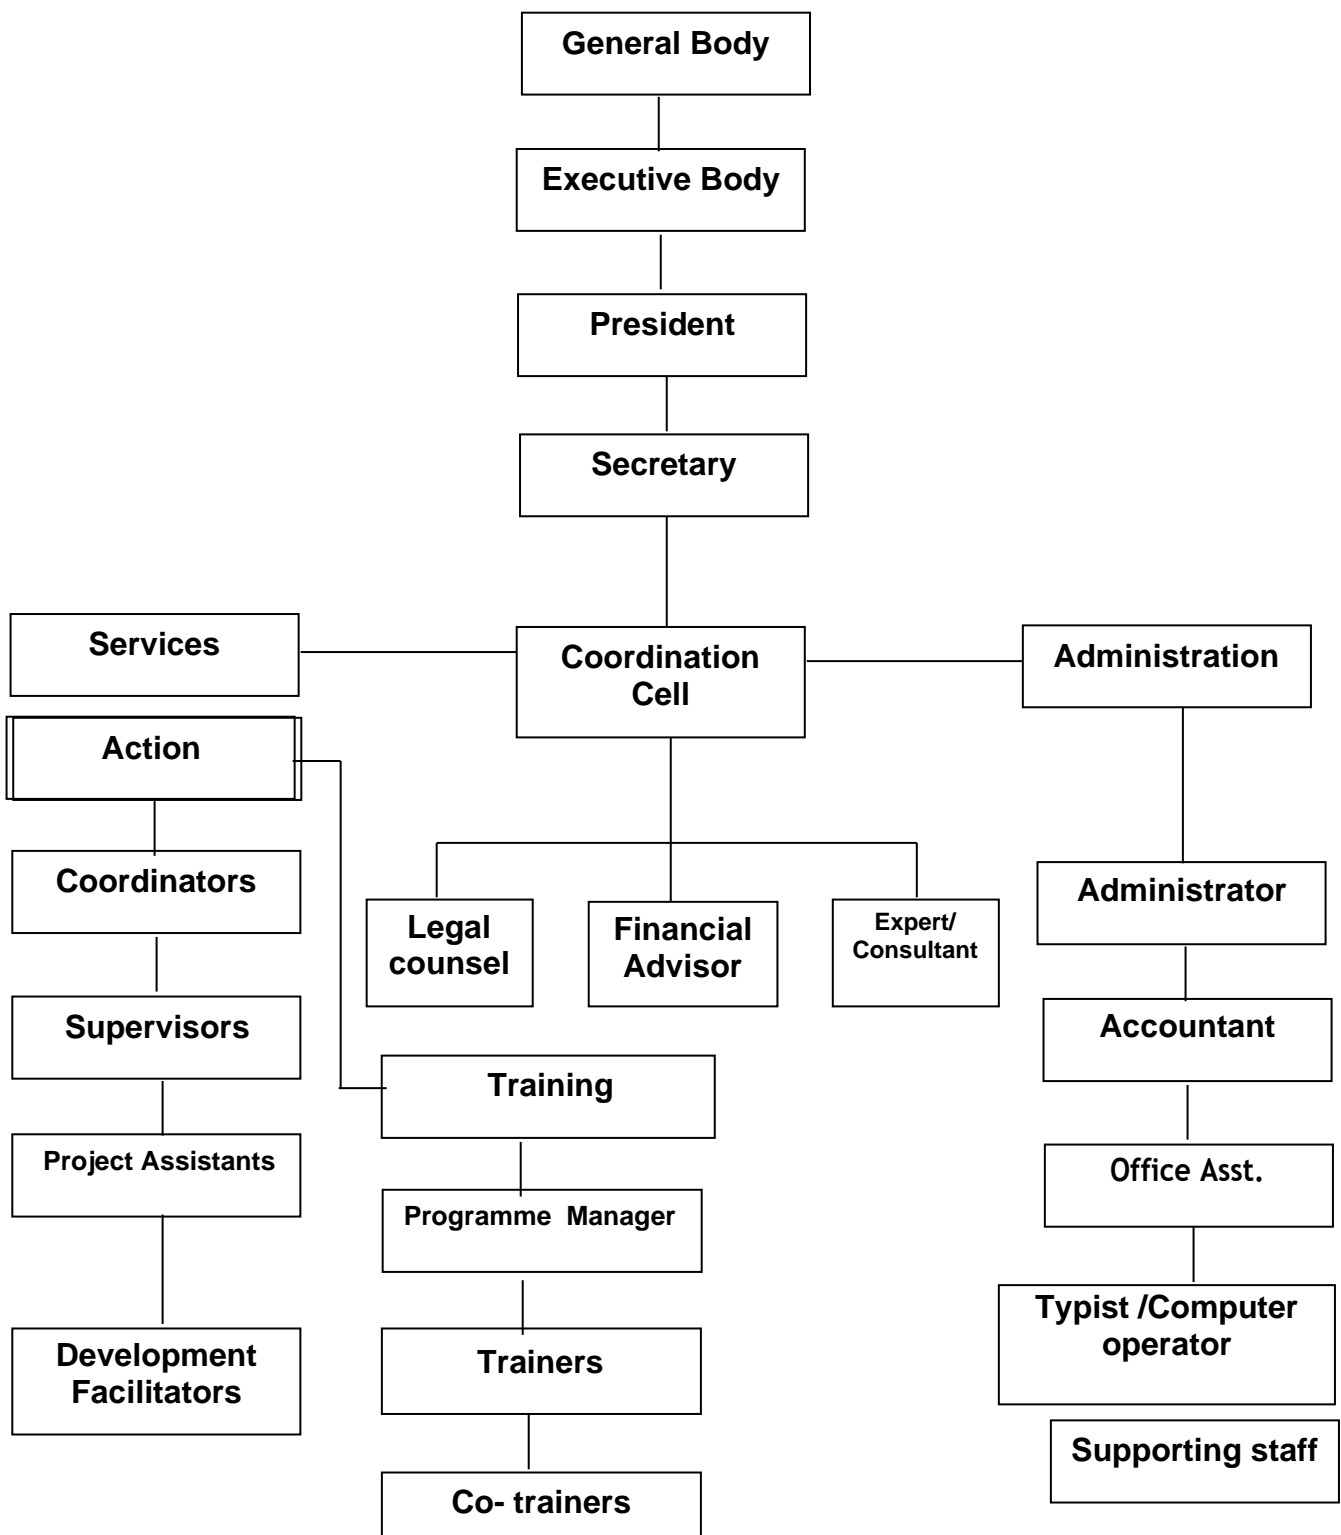 General Body
Executive Body
President
Secretary
Services
Coordination
Cell
Administration
Action
Coordinators
Administrator
Legal
counsel
Financial
Advisor
Expert/
Consultant
Supervisors
Accountant
Training
Project Assistants
Office Asst.
Programme Manager
Typist /Computer
operator
Development
Facilitators
Trainers
Supporting staff
Co- trainers